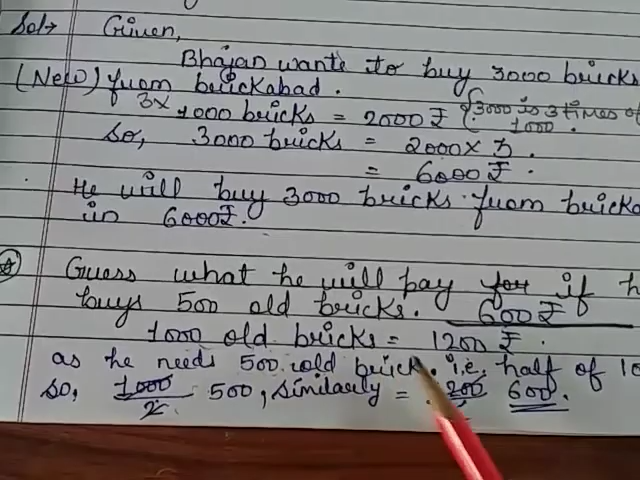 Sol→ Given,
Bhajan wants to buy 3000 bricks
(New) from brickabad.
3x 1000 bricks = 2000 ₹ {3000 is 3 times of 1000.
So, 3000 bricks = 2000 x 3.
= 6000 ₹.
He will buy 3000 bricks from bricka
in 6000₹.
Guess what he will pay for if h
buys 500 old bricks. 600 ₹
1000 old bricks = 1200 ₹.
as he needs 500 old brick. i.e. half of 10
so, 1000/2 500, similarly = 600.